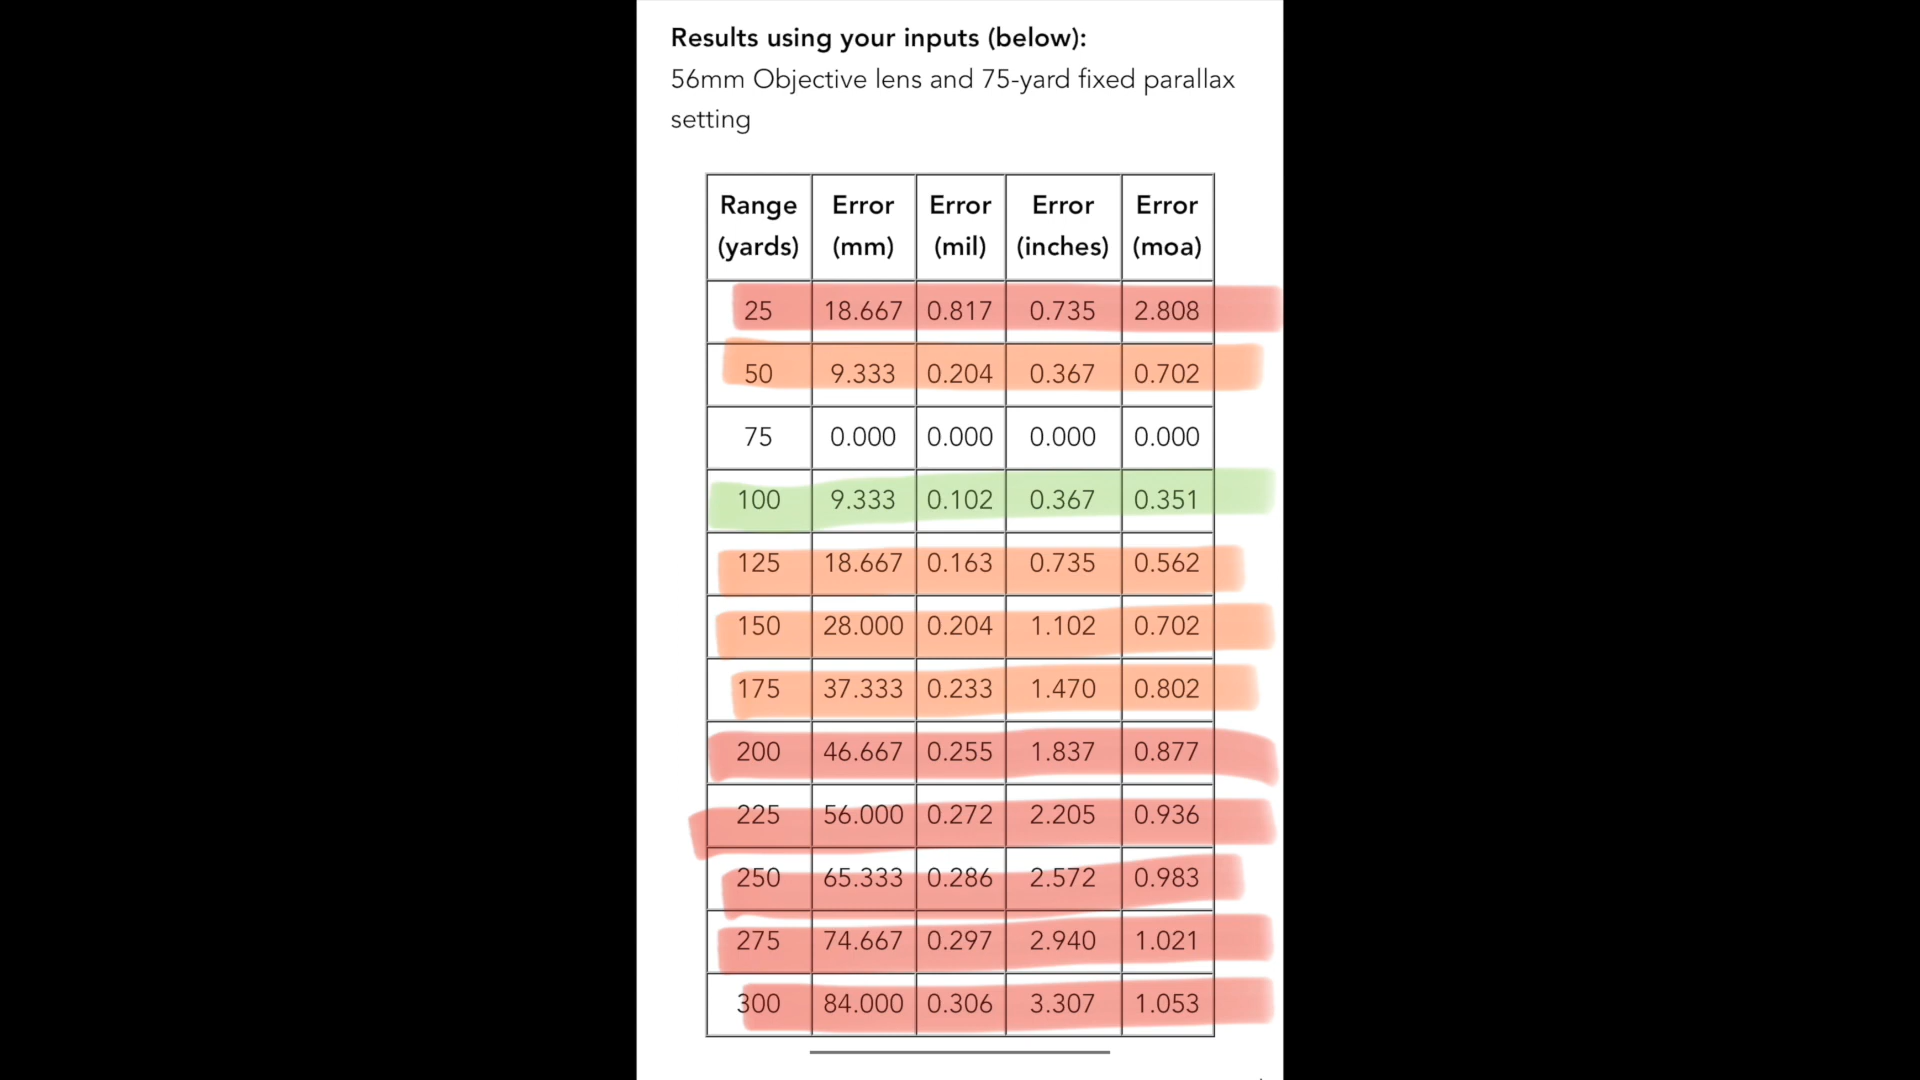 Results using your inputs (below):
56mm Objective lens and 75-yard fixed parallax
setting
Range Error Error Error Error
(yards) (mm) (mil) (inches) (moa)
25 18.667 0.817 0.735 2.808
50 9.333 0.204 0.367 0.702
75 0.000 0.000 0.000 0.000
100 9.333 0.102 0.367 0.351
125 18.667 0.163 0.735 0.562
150 28.000 0.204 1.102 0.702
175 37.333 0.233 1.470 0.802
200 46.667 0.255 1.837 0.877
225 56.000 0.272 2.205 0.936
250 65.333 0.286 2.572 0.983
275 74.667 0.297 2.940 1.021
300 84.000 0.306 3.307 1.053